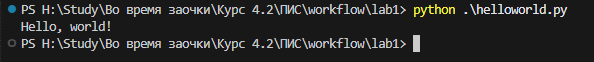 PS H:\Study\Во время заочки\Курс 4.2\ПИС\workflow\lab1> python .\helloworld.py
Hello, world!
PS H:\Study\Во время заочки\Курс 4.2\ПИС\workflow\lab1>